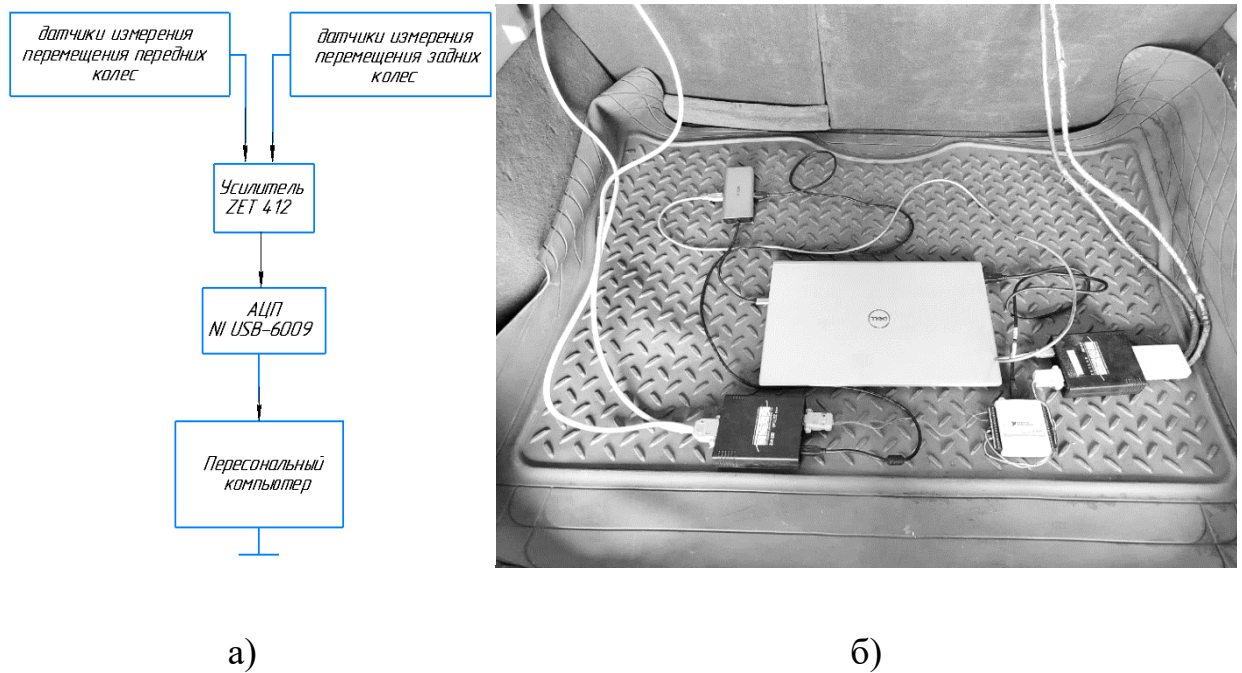 датчики измерения
перемещения передних
колес
датчики измерения
перемещения задних
колес
Усилитель
ZET 412
АЦП
NI USB-6009
Пересональный
компьютер
DELL
а)
б)